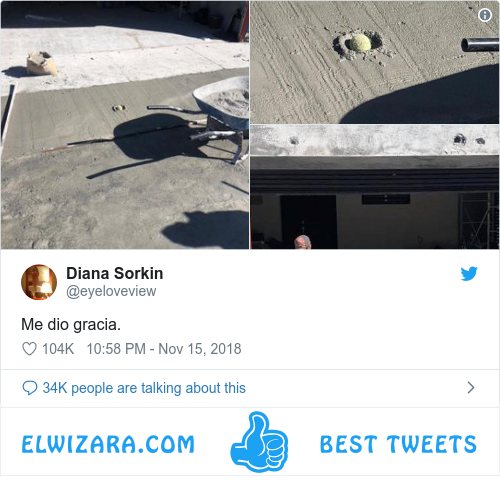 Diana Sorkin
@eyeloveview
Me dio gracia.
104K 10:58 PM - Nov 15, 2018
34K people are talking about this
ELWIZARA.COM BEST TWEETS